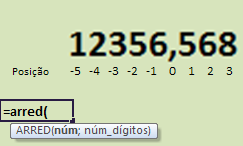 12356,568
Posição -5 -4 -3 -2 -1 0 1 2 3
=arred(
ARRED(núm; núm_dígitos)